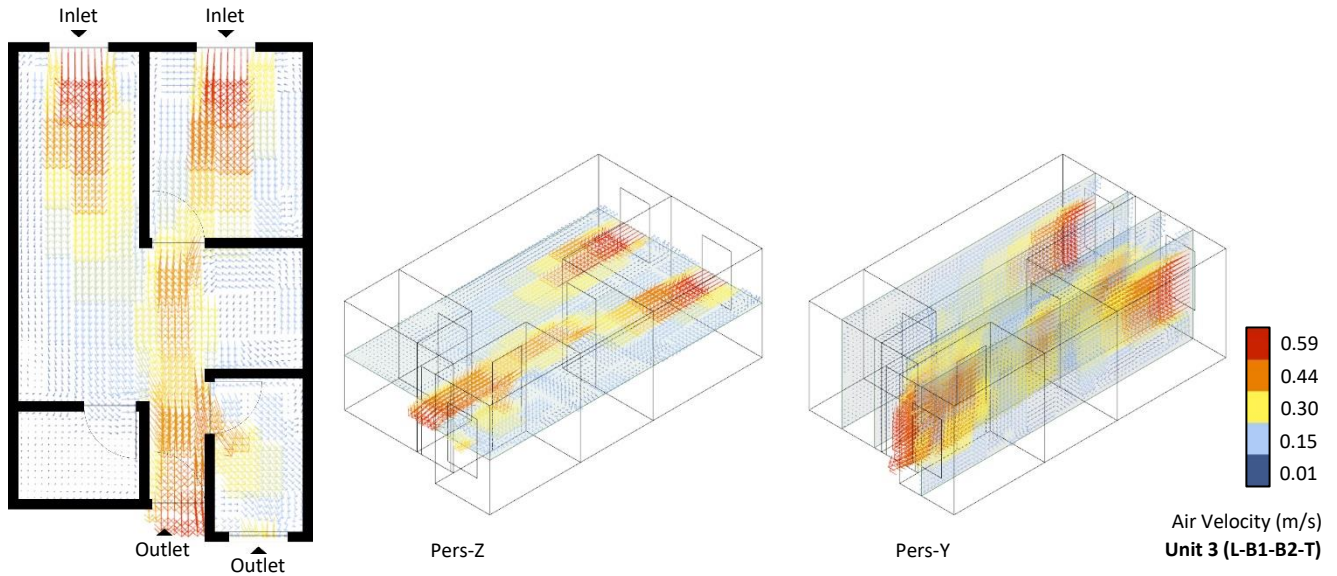 Inlet
Inlet
Outlet
Outlet
Pers-Z
Pers-Y
0.59
0.44
0.30
0.15
0.01
Air Velocity (m/s)
Unit 3 (L-B1-B2-T)